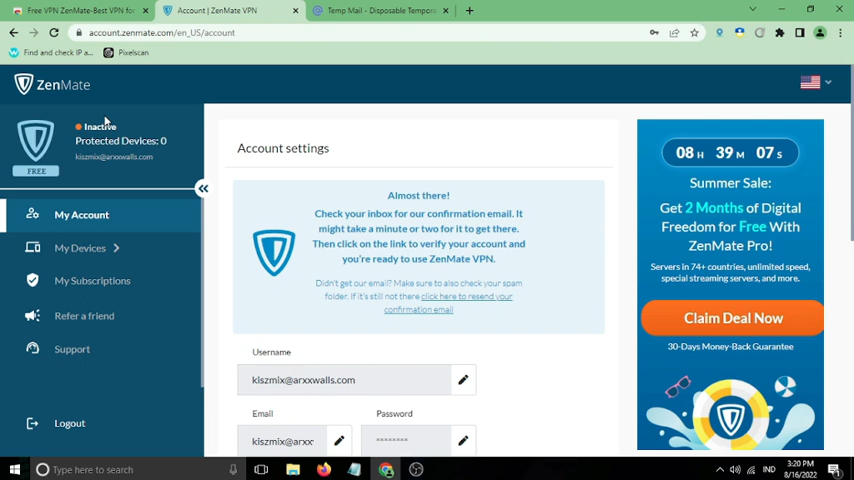 Free VPN ZenMate-Best VPN for
Account | ZenMate VPN
Temp Mail - Disposable Tempora
account.zenmate.com/en_US/account
Find and check IP a...
Pixelscan
ZenMate
Inactive
Protected Devices: 0
kiszmix@arxxwalls.com
FREE
My Account
My Devices
My Subscriptions
Refer a friend
Support
Logout
Account settings
Almost there!
Check your inbox for our confirmation email. It
might take a minute or two for it to get there.
Then click on the link to verify your account and
you're ready to use ZenMate VPN.
Didn't get our email? Make sure to also check your spam
folder. If it's still not there click here to resend your
confirmation email
Username
kiszmix@arxxwalls.com
Email
Password
kiszmix@arxx
********
08 H 39 M 07 S
Summer Sale:
Get 2 Months of Digital
Freedom for Free With
ZenMate Pro!
Servers in 74+ countries, unlimited speed,
special streaming servers, and more.
Claim Deal Now
30-Days Money-Back Guarantee
Type here to search
IND
3:20 PM
8/16/2022